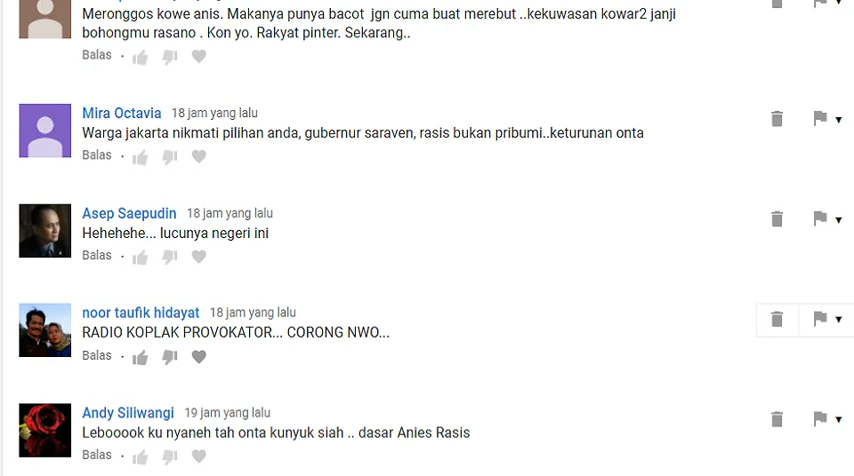 Meronggos kowe anis. Makanya punya bacot jgn cuma buat merebut ..kekuwasan kowar2 janji
bohongmu rasano . Kon yo. Rakyat pinter. Sekarang..
Balas
Mira Octavia 18 jam yang lalu
Warga jakarta nikmati pilihan anda, gubernur saraven, rasis bukan pribumi..keturunan onta
Balas
Asep Saepudin 18 jam yang lalu
Hehehehe... lucunya negeri ini
Balas
noor taufik hidayat 18 jam yang lalu
RADIO KOPLAK PROVOKATOR... CORONG NWO...
Balas
Andy Siliwangi 19 jam yang lalu
Lebooook ku nyaneh tah onta kunyuk siah .. dasar Anies Rasis
Balas